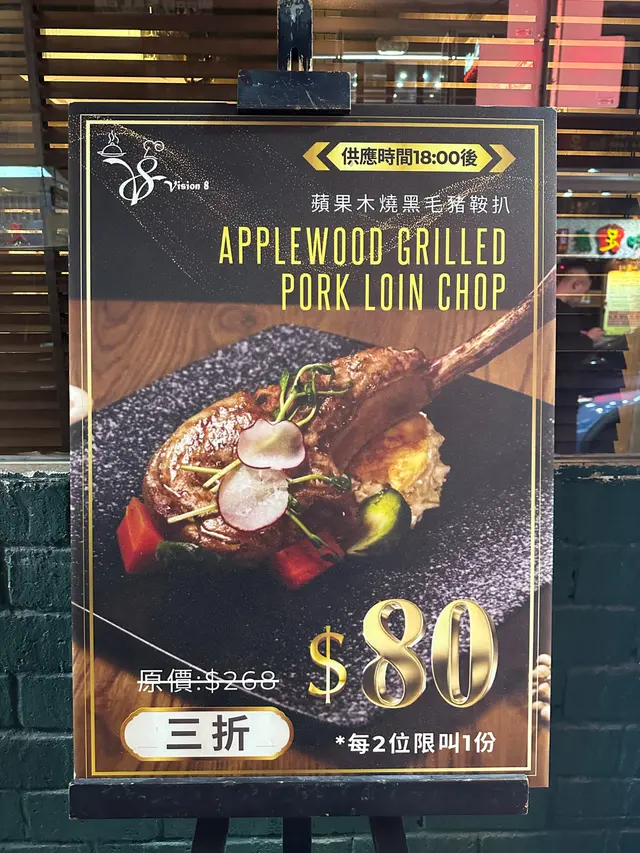 Vision 8
供應時間18:00後
蘋果木燒黑毛豬鞍扒
APPLEWOOD GRILLED
PORK LOIN CHOP
$80
原價:$268
三折
*每2位限叫1份